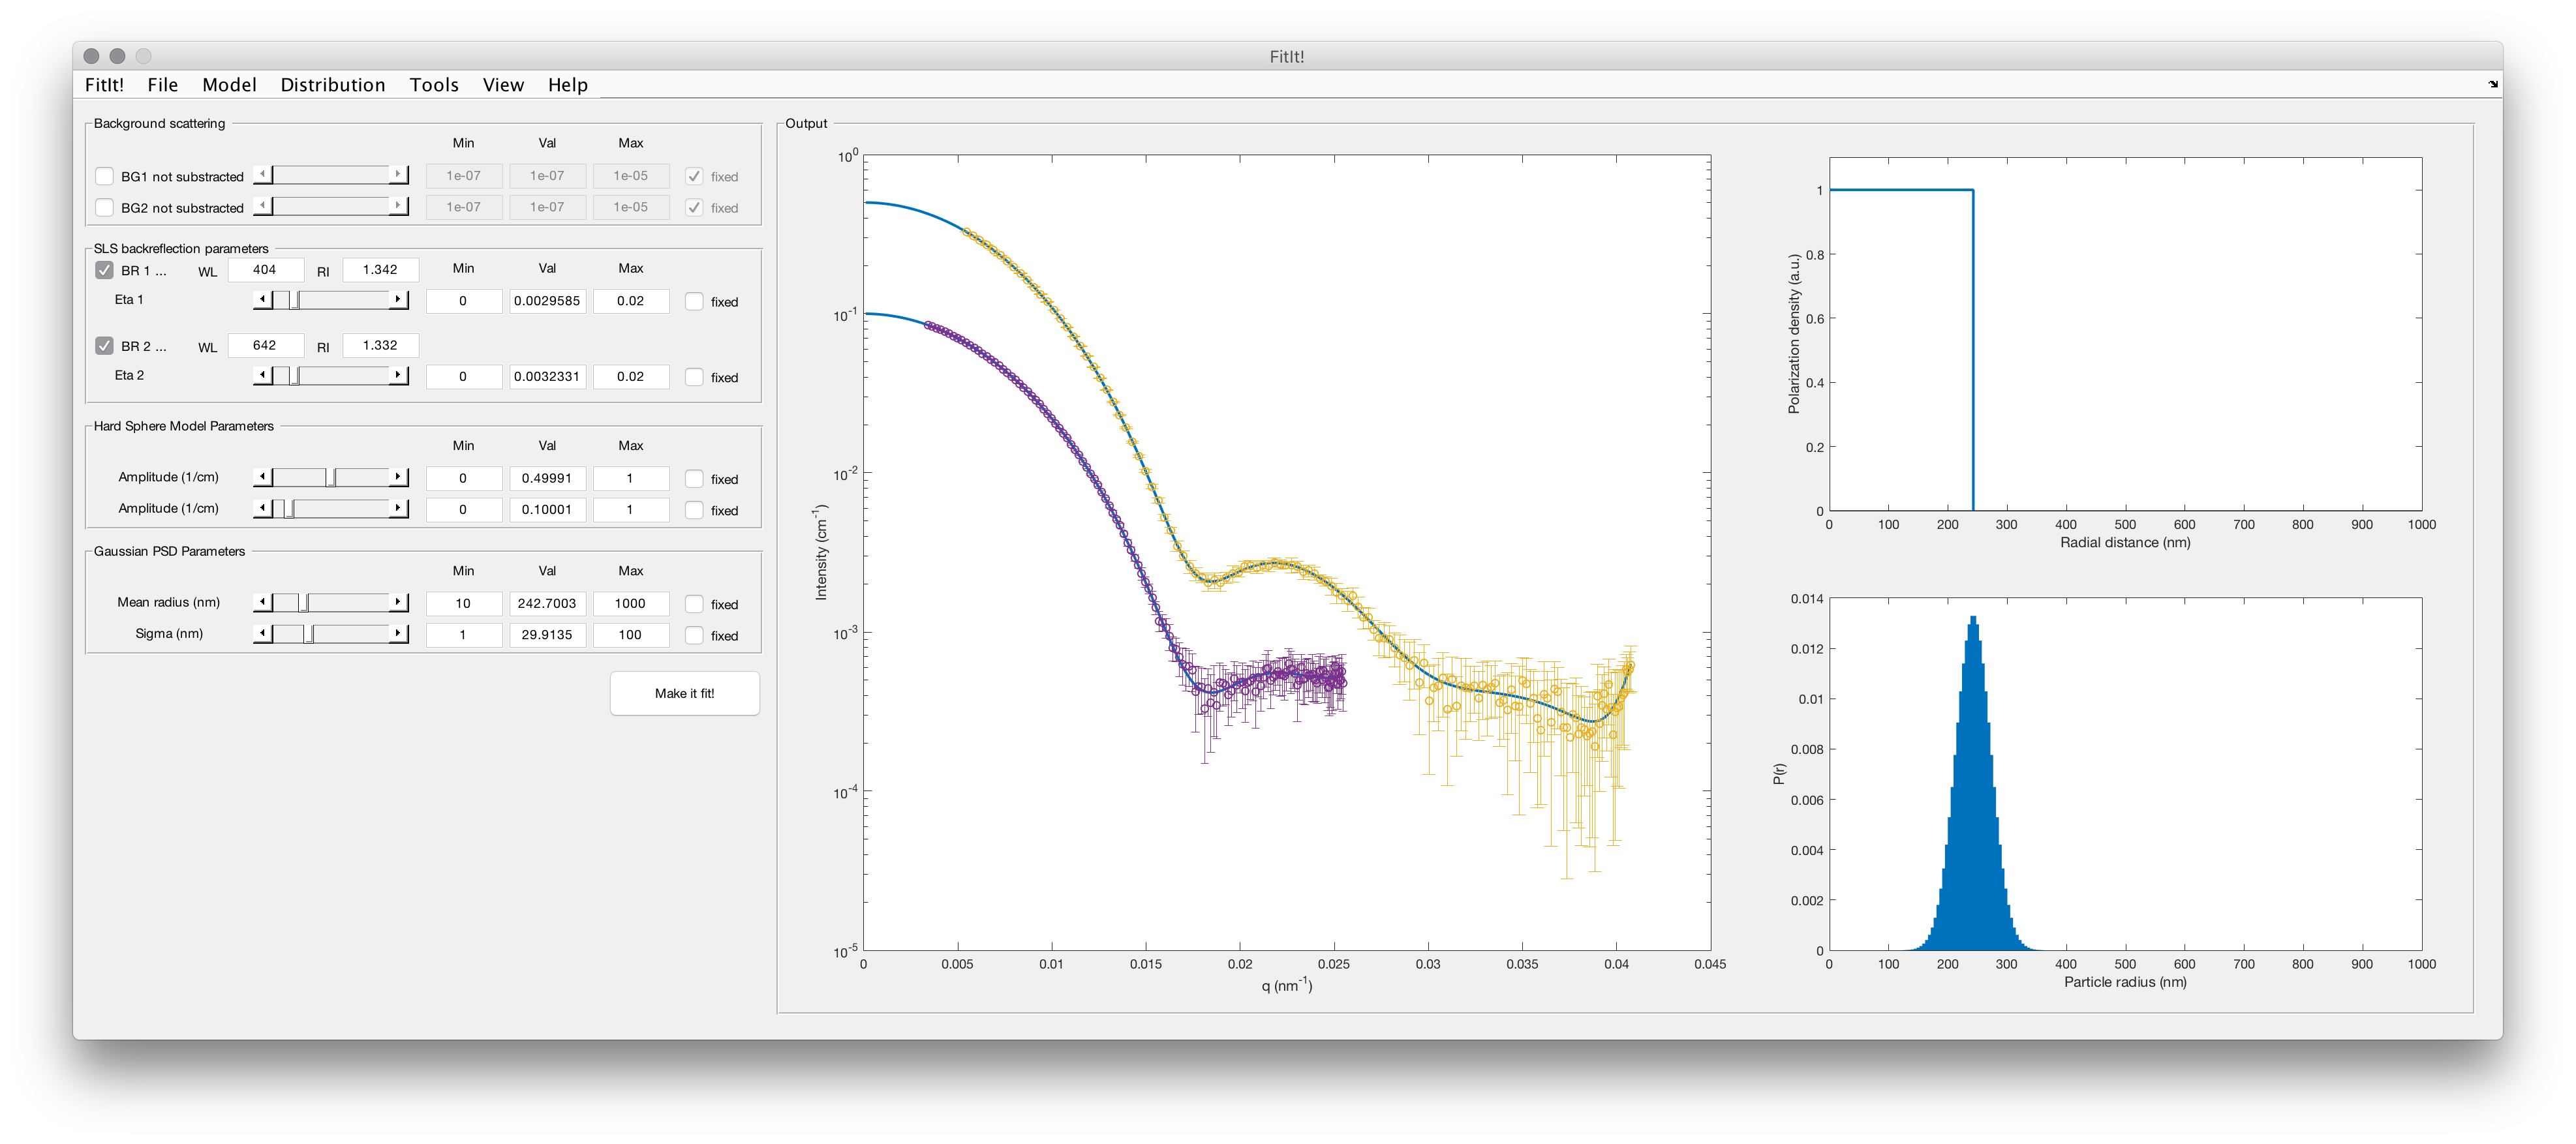 FitIt!
FitIt! File Model Distribution Tools View Help
Background scattering
Min Val Max
BG1 not substracted 1e-07 1e-07 1e-05 fixed
BG2 not substracted 1e-07 1e-07 1e-05 fixed
SLS backreflection parameters
BR 1 ... WL 404 RI 1.342 Min Val Max
Eta 1 0 0.0029585 0.02 fixed
BR 2 ... WL 642 RI 1.332
Eta 2 0 0.0032331 0.02 fixed
Hard Sphere Model Parameters
Min Val Max
Amplitude (1/cm) 0 0.49991 1 fixed
Amplitude (1/cm) 0 0.10001 1 fixed
Gaussian PSD Parameters
Min Val Max
Mean radius (nm) 10 242.7003 1000 fixed
Sigma (nm) 1 29.9135 100 fixed
Make it fit!
Output
Intensity (cm⁻¹)
10⁰
10⁻¹
10⁻²
10⁻³
10⁻⁴
10⁻⁵
0 0.005 0.01 0.015 0.02 0.025 0.03 0.035 0.04 0.045
q (nm⁻¹)
Polarization density (a.u.)
1
0.8
0.6
0.4
0.2
0
0 100 200 300 400 500 600 700 800 900 1000
Radial distance (nm)
P(r)
0.014
0.012
0.01
0.008
0.006
0.004
0.002
0
0 100 200 300 400 500 600 700 800 900 1000
Particle radius (nm)